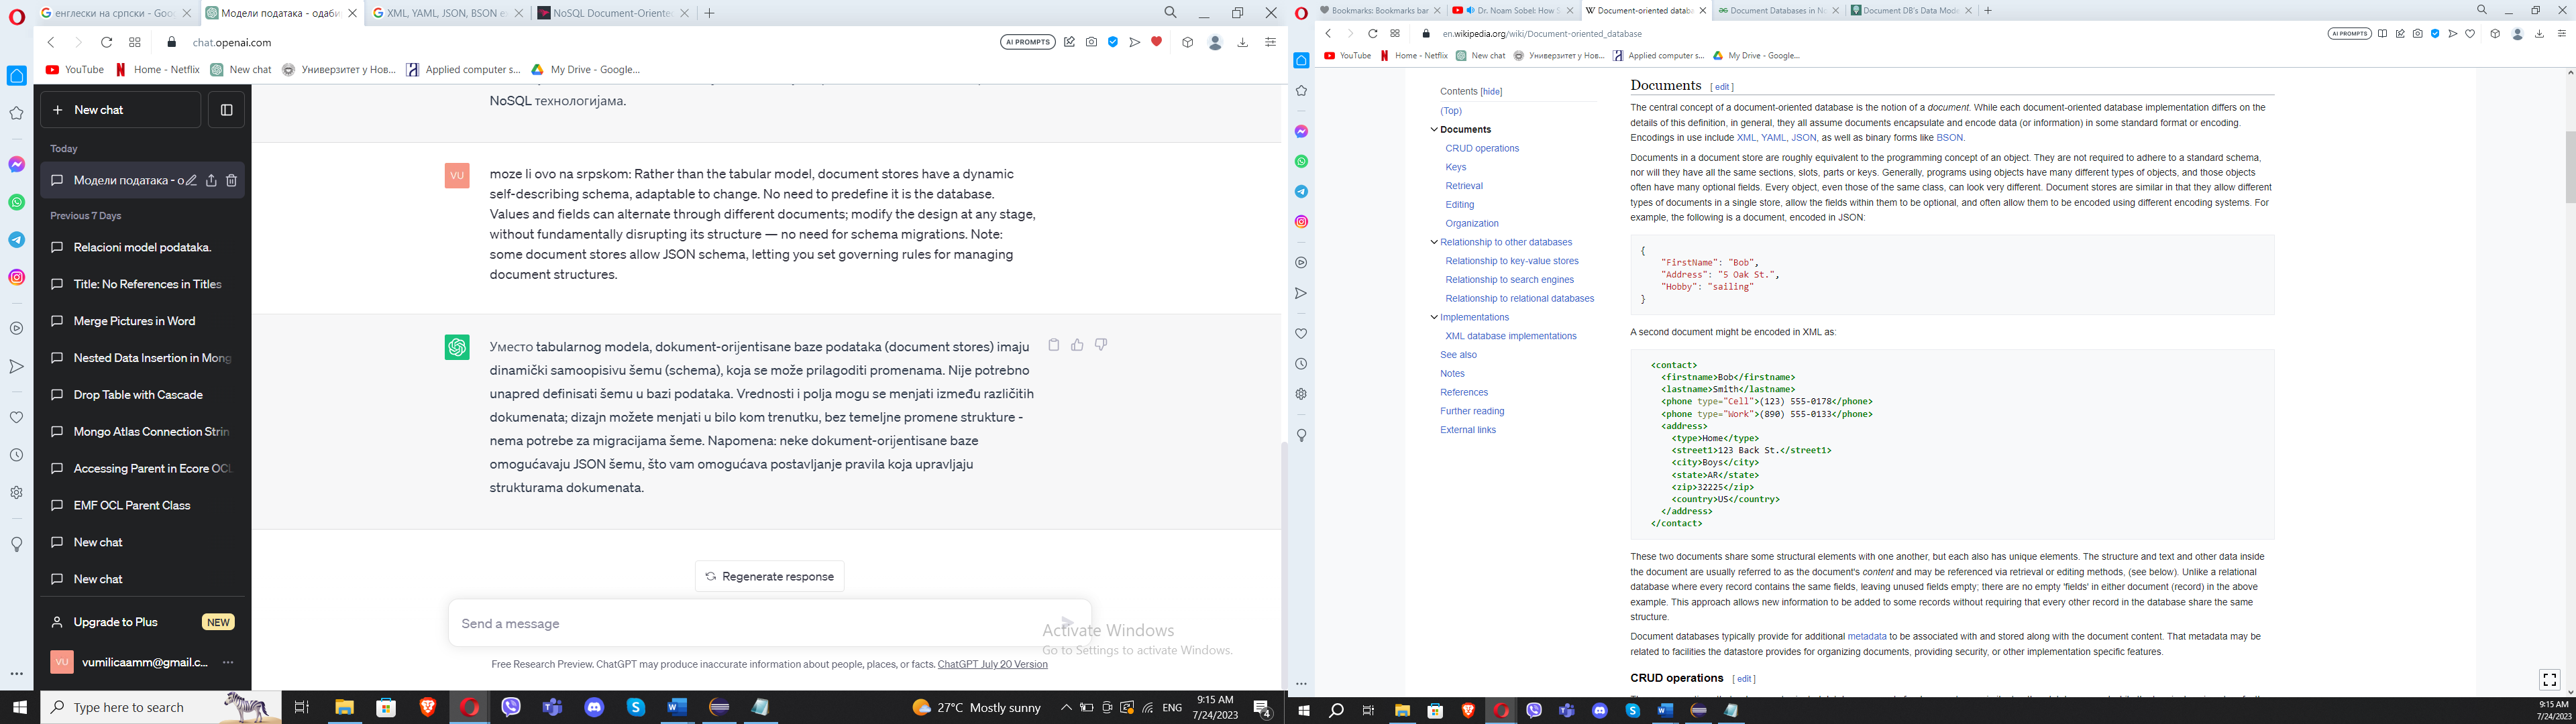 енглески на српски - Goo
Модели података - одаби
XML, YAML, JSON, BSON e
NoSQL Document-Oriente
chat.openai.com
AI PROMPTS
YouTube
Home - Netflix
New chat
Универзитет у Нов...
Applied computer s...
My Drive - Google...
New chat
Today
Модели података - о
Previous 7 Days
Relacioni model podataka.
Title: No References in Titles
Merge Pictures in Word
Nested Data Insertion in Mong
Drop Table with Cascade
Mongo Atlas Connection Strin
Accessing Parent in Ecore OCL
EMF OCL Parent Class
New chat
New chat
Upgrade to Plus
NEW
VU
vumilicaamm@gmail.c...
NoSQL технологијама.
VU
moze li ovo na srpskom: Rather than the tabular model, document stores have a dynamic
self-describing schema, adaptable to change. No need to predefine it is the database.
Values and fields can alternate through different documents; modify the design at any stage,
without fundamentally disrupting its structure — no need for schema migrations. Note:
some document stores allow JSON schema, letting you set governing rules for managing
document structures.
Уместо tabularnog modela, dokument-orijentisane baze podataka (document stores) imaju
dinamički samoopisivu šemu (schema), koja se može prilagoditi promenama. Nije potrebno
unapred definisati šemu u bazi podataka. Vrednosti i polja mogu se menjati između različitih
dokumenata; dizajn možete menjati u bilo kom trenutku, bez temeljne promene strukture -
nema potrebe za migracijama šeme. Napomena: neke dokument-orijentisane baze
omogućavaju JSON šemu, što vam omogućava postavljanje pravila koja upravljaju
strukturama dokumenata.
Regenerate response
Send a message
Activate Windows
Go to Settings to activate Windows.
Free Research Preview. ChatGPT may produce inaccurate information about people, places, or facts. ChatGPT July 20 Version
Type here to search
27°C Mostly sunny
ENG
9:15 AM
7/24/2023
4
Bookmarks: Bookmarks bar
Dr. Noam Sobel: How S
Document-oriented databa
Document Databases in No
Document DB's Data Mode
en.wikipedia.org/wiki/Document-oriented_database
AI PROMPTS
YouTube
Home - Netflix
New chat
Универзитет у Нов...
Applied computer s...
My Drive - Google...
Contents [hide]
(Top)
Documents
CRUD operations
Keys
Retrieval
Editing
Organization
Relationship to other databases
Relationship to key-value stores
Relationship to search engines
Relationship to relational databases
Implementations
XML database implementations
See also
Notes
References
Further reading
External links
Documents [ edit ]
The central concept of a document-oriented database is the notion of a document. While each document-oriented database implementation differs on the
details of this definition, in general, they all assume documents encapsulate and encode data (or information) in some standard format or encoding.
Encodings in use include XML, YAML, JSON, as well as binary forms like BSON.
Documents in a document store are roughly equivalent to the programming concept of an object. They are not required to adhere to a standard schema,
nor will they have all the same sections, slots, parts or keys. Generally, programs using objects have many different types of objects, and those objects
often have many optional fields. Every object, even those of the same class, can look very different. Document stores are similar in that they allow different
types of documents in a single store, allow the fields within them to be optional, and often allow them to be encoded using different encoding systems. For
example, the following is a document, encoded in JSON:
{
"FirstName": "Bob",
"Address": "5 Oak St.",
"Hobby": "sailing"
}
A second document might be encoded in XML as:
<contact>
<firstname>Bob</firstname>
<lastname>Smith</lastname>
<phone type="Cell">(123) 555-0178</phone>
<phone type="Work">(890) 555-0133</phone>
<address>
<type>Home</type>
<street1>123 Back St.</street1>
<city>Boys</city>
<state>AR</state>
<zip>32225</zip>
<country>US</country>
</address>
</contact>
These two documents share some structural elements with one another, but each also has unique elements. The structure and text and other data inside
the document are usually referred to as the document's content and may be referenced via retrieval or editing methods, (see below). Unlike a relational
database where every record contains the same fields, leaving unused fields empty; there are no empty 'fields' in either document (record) in the above
example. This approach allows new information to be added to some records without requiring that every other record in the database share the same
structure.
Document databases typically provide for additional metadata to be associated with and stored along with the document content. That metadata may be
related to facilities the datastore provides for organizing documents, providing security, or other implementation specific features.
CRUD operations [ edit ]
9:15 AM
7/24/2023